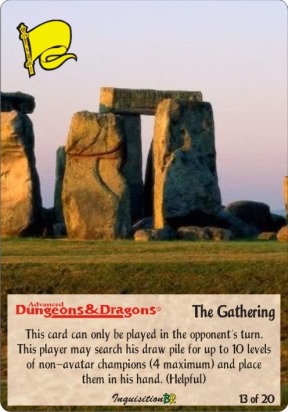 Advanced
Dungeons&Dragons®
The Gathering
This card can only be played in the opponent's turn.
This player may search his draw pile for up to 10 levels
of non-avatar champions (4 maximum) and place
them in his hand. (Helpful)
Inquisition
13 of 20